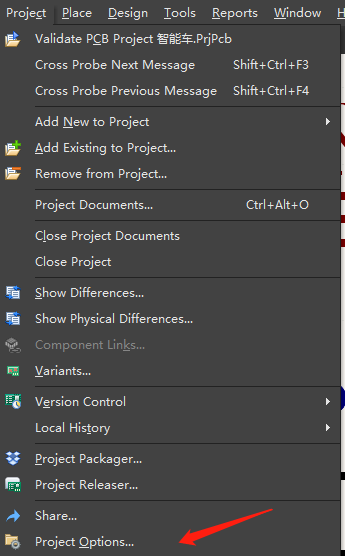 Project Place Design Tools Reports Window H
Validate PCB Project 智能车.PrjPcb
Cross Probe Next Message Shift+Ctrl+F3
Cross Probe Previous Message Shift+Ctrl+F4
Add New to Project
Add Existing to Project...
Remove from Project...
Project Documents... Ctrl+Alt+O
Close Project Documents
Close Project
Show Differences...
Show Physical Differences...
Component Links...
Variants...
Version Control
Local History
Project Packager...
Project Releaser...
Share...
Project Options...